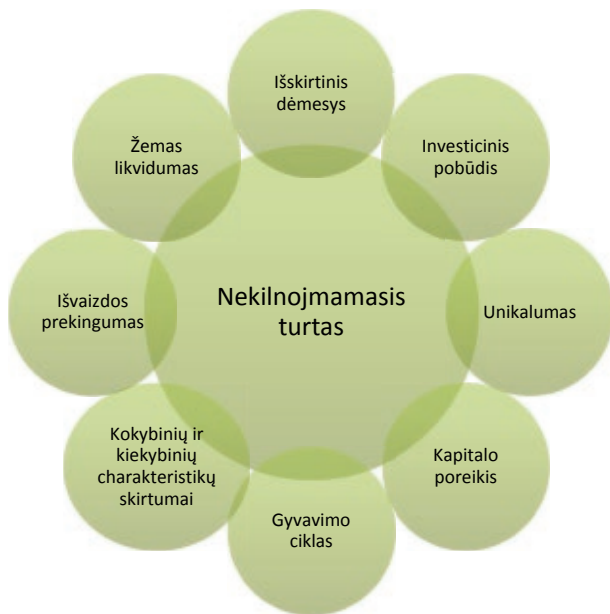 Išskirtinis
dėmesys
Žemas
likvidumas
Investicinis
pobūdis
Išvaizdos
prekingumas
Nekilnojmamasis
turtas
Unikalumas
Kokybinių ir
kiekybinių
charakteristikų
skirtumai
Kapitalo
poreikis
Gyvavimo
ciklas